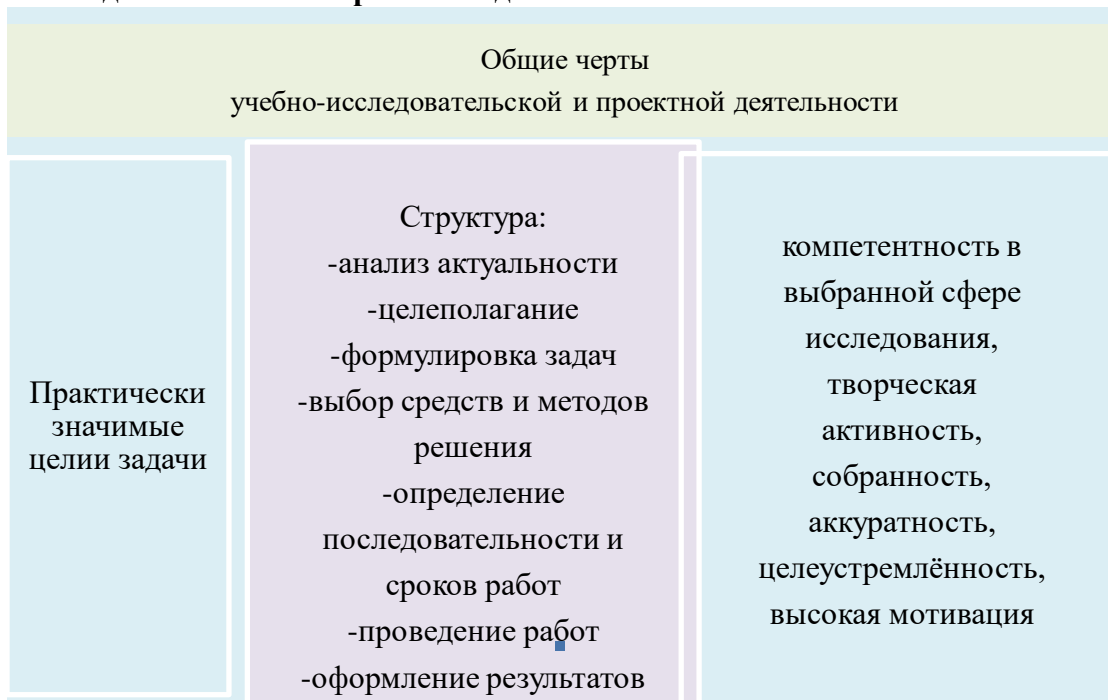 Общие черты
учебно-исследовательской и проектной деятельности
Практически
значимые
целии задачи
Структура:
-анализ актуальности
-целеполагание
-формулировка задач
-выбор средств и методов
решения
-определение
последовательности и
сроков работ
-проведение работ
-оформление результатов
компетентность в
выбранной сфере
исследования,
творческая
активность,
собранность,
аккуратность,
целеустремлённость,
высокая мотивация